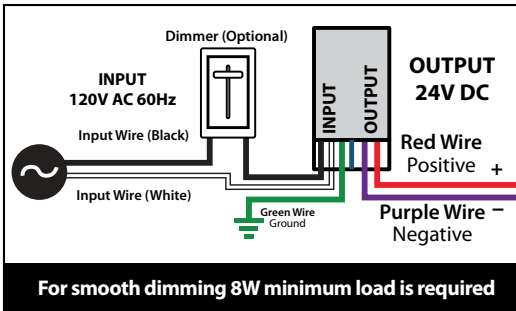 Dimmer (Optional)
INPUT
120V AC 60Hz
OUTPUT
24V DC
INPUT
OUTPUT
Input Wire (Black)
Red Wire
Positive +
Input Wire (White)
Green Wire
Ground
Purple Wire –
Negative
For smooth dimming 8W minimum load is required